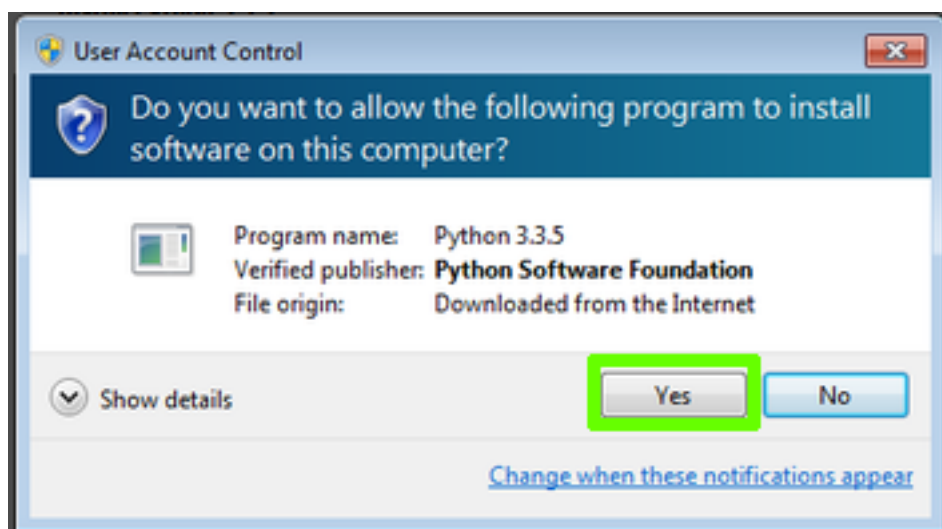 User Account Control
Do you want to allow the following program to install
software on this computer?
Program name: Python 3.3.5
Verified publisher: Python Software Foundation
File origin: Downloaded from the Internet
Show details
Yes
No
Change when these notifications appear